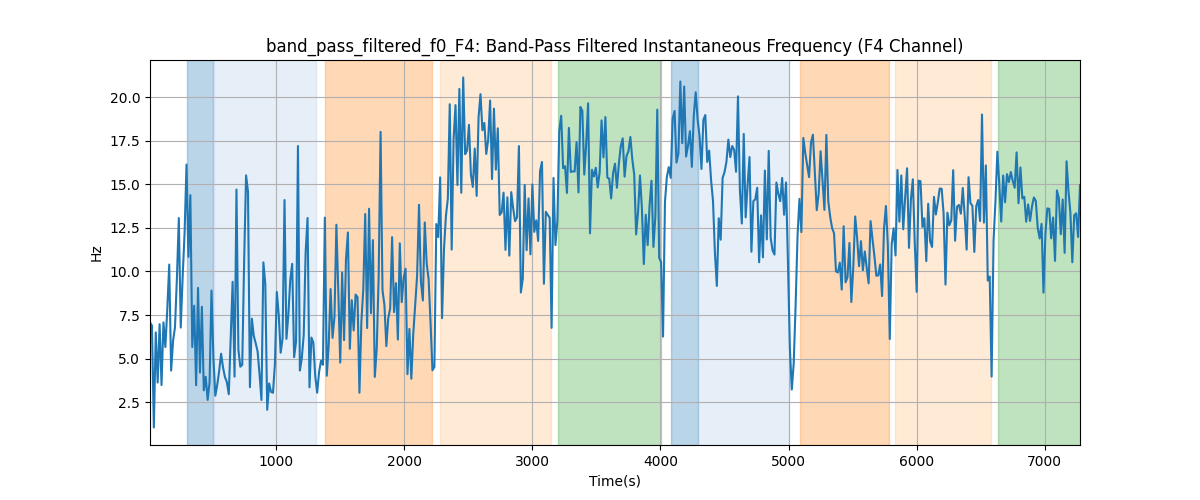 band_pass_filtered_f0_F4: Band-Pass Filtered Instantaneous Frequency (F4 Channel)
20.0
17.5
15.0
12.5
10.0
7.5
5.0
2.5
Hz
1000 2000 3000 4000 5000 6000 7000
Time(s)